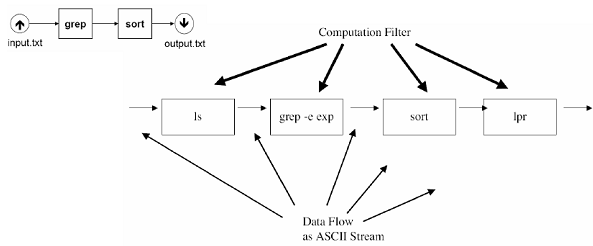 grep sort
input.txt output.txt
Computation Filter
ls grep -e exp sort lpr
Data Flow
as ASCII Stream